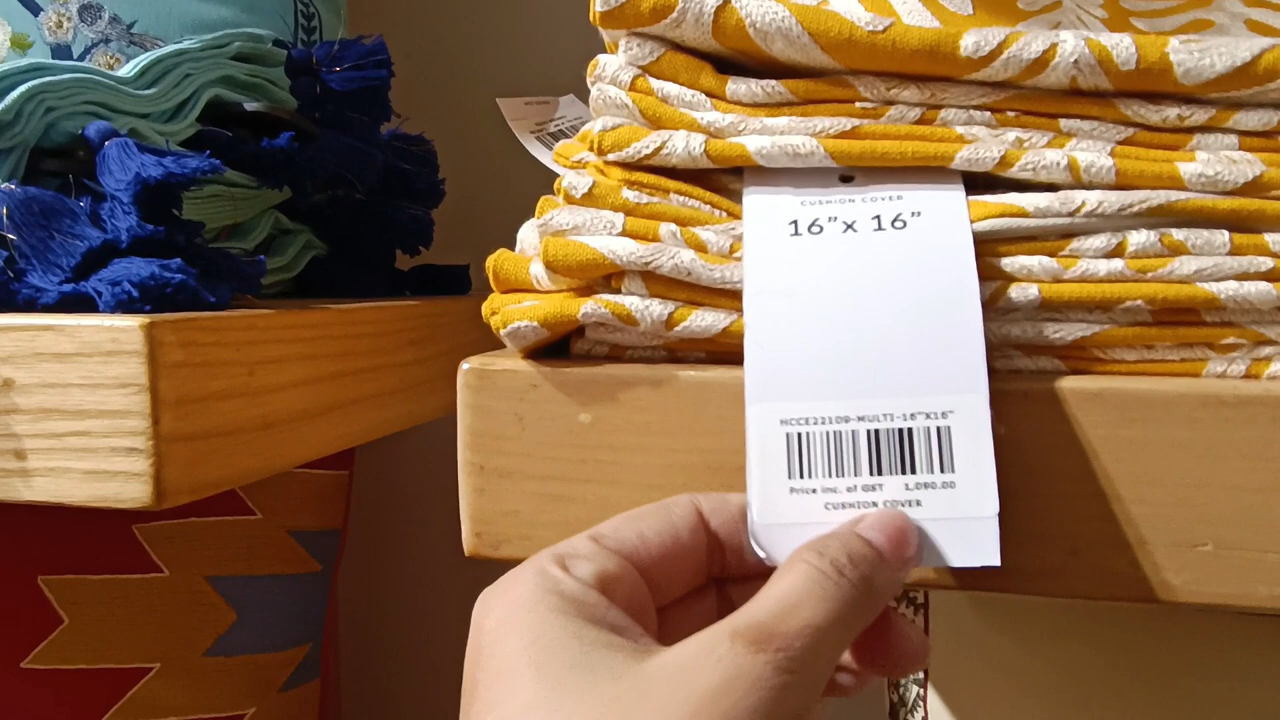 CUSHION COVER
16”x 16”
HCCE22109-MULTI-16"X16"
Price inc. of GST 1,090.00
CUSHION COVER